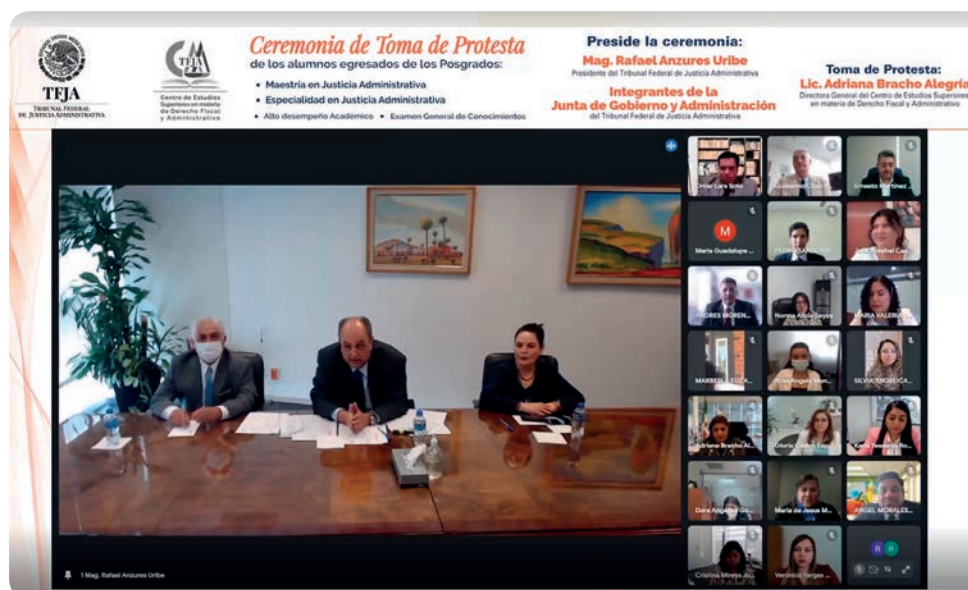 TFJA
TRIBUNAL FEDERAL
DE JUSTICIA ADMINISTRATIVA
TFJA
Centro de Estudios
Superiores en materia
de Derecho Fiscal
y Administrativo
Ceremonia de Toma de Protesta
de los alumnos egresados de los Posgrados:
• Maestría en Justicia Administrativa
• Especialidad en Justicia Administrativa
• Alto desempeño Académico • Examen General de Conocimientos
Preside la ceremonia:
Mag. Rafael Anzures Uribe
Presidente del Tribunal Federal de Justicia Administrativa
Integrantes de la
Junta de Gobierno y Administración
del Tribunal Federal de Justicia Administrativa
Toma de Protesta:
Lic. Adriana Bracho Alegría
Directora General del Centro de Estudios Superiores
en materia de Derecho Fiscal y Administrativo
Omar Lara Soto
Ernesto Martínez
M
María Guadalupe ...
ANDRES MOREN...
Norma Alicia
MARIA VALERIA
SILVIA ANGELICA...
Adriana Bracho Al...
Gloria
Karla
María de Jesus M...
ANGEL MORALES...
Cristina Mireya Ju...
Verónica Vargas ...
R R
1 Mag. Rafael Anzures Uribe